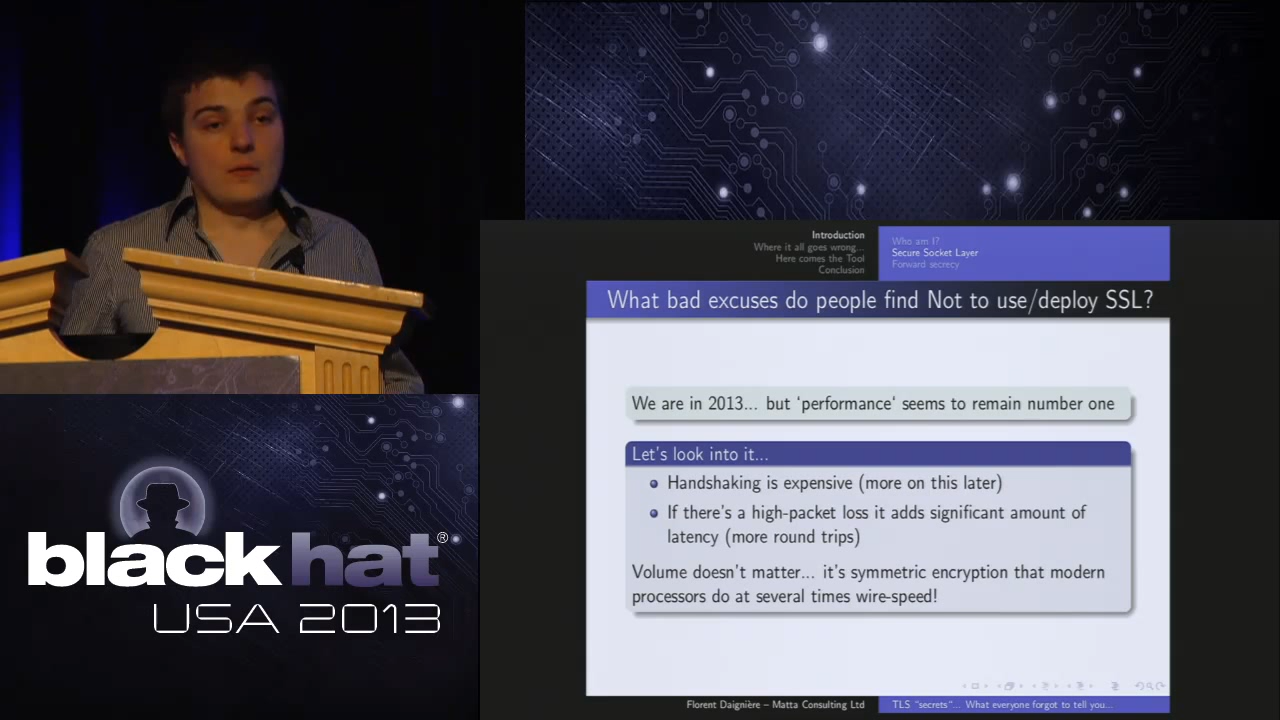 Introduction
Where it all goes wrong...
Here comes the Tool
Conclusion
Who am I?
Secure Socket Layer
Forward secrecy
What bad excuses do people find Not to use/deploy SSL?
We are in 2013... but 'performance' seems to remain number one
Let's look into it...
Handshaking is expensive (more on this later)
If there's a high-packet loss it adds significant amount of
latency (more round trips)
Volume doesn't matter... it's symmetric encryption that modern
processors do at several times wire-speed!
Florent Daignière – Matta Consulting Ltd
TLS "secrets"... What everyone forgot to tell you...
black hat®
USA 2013